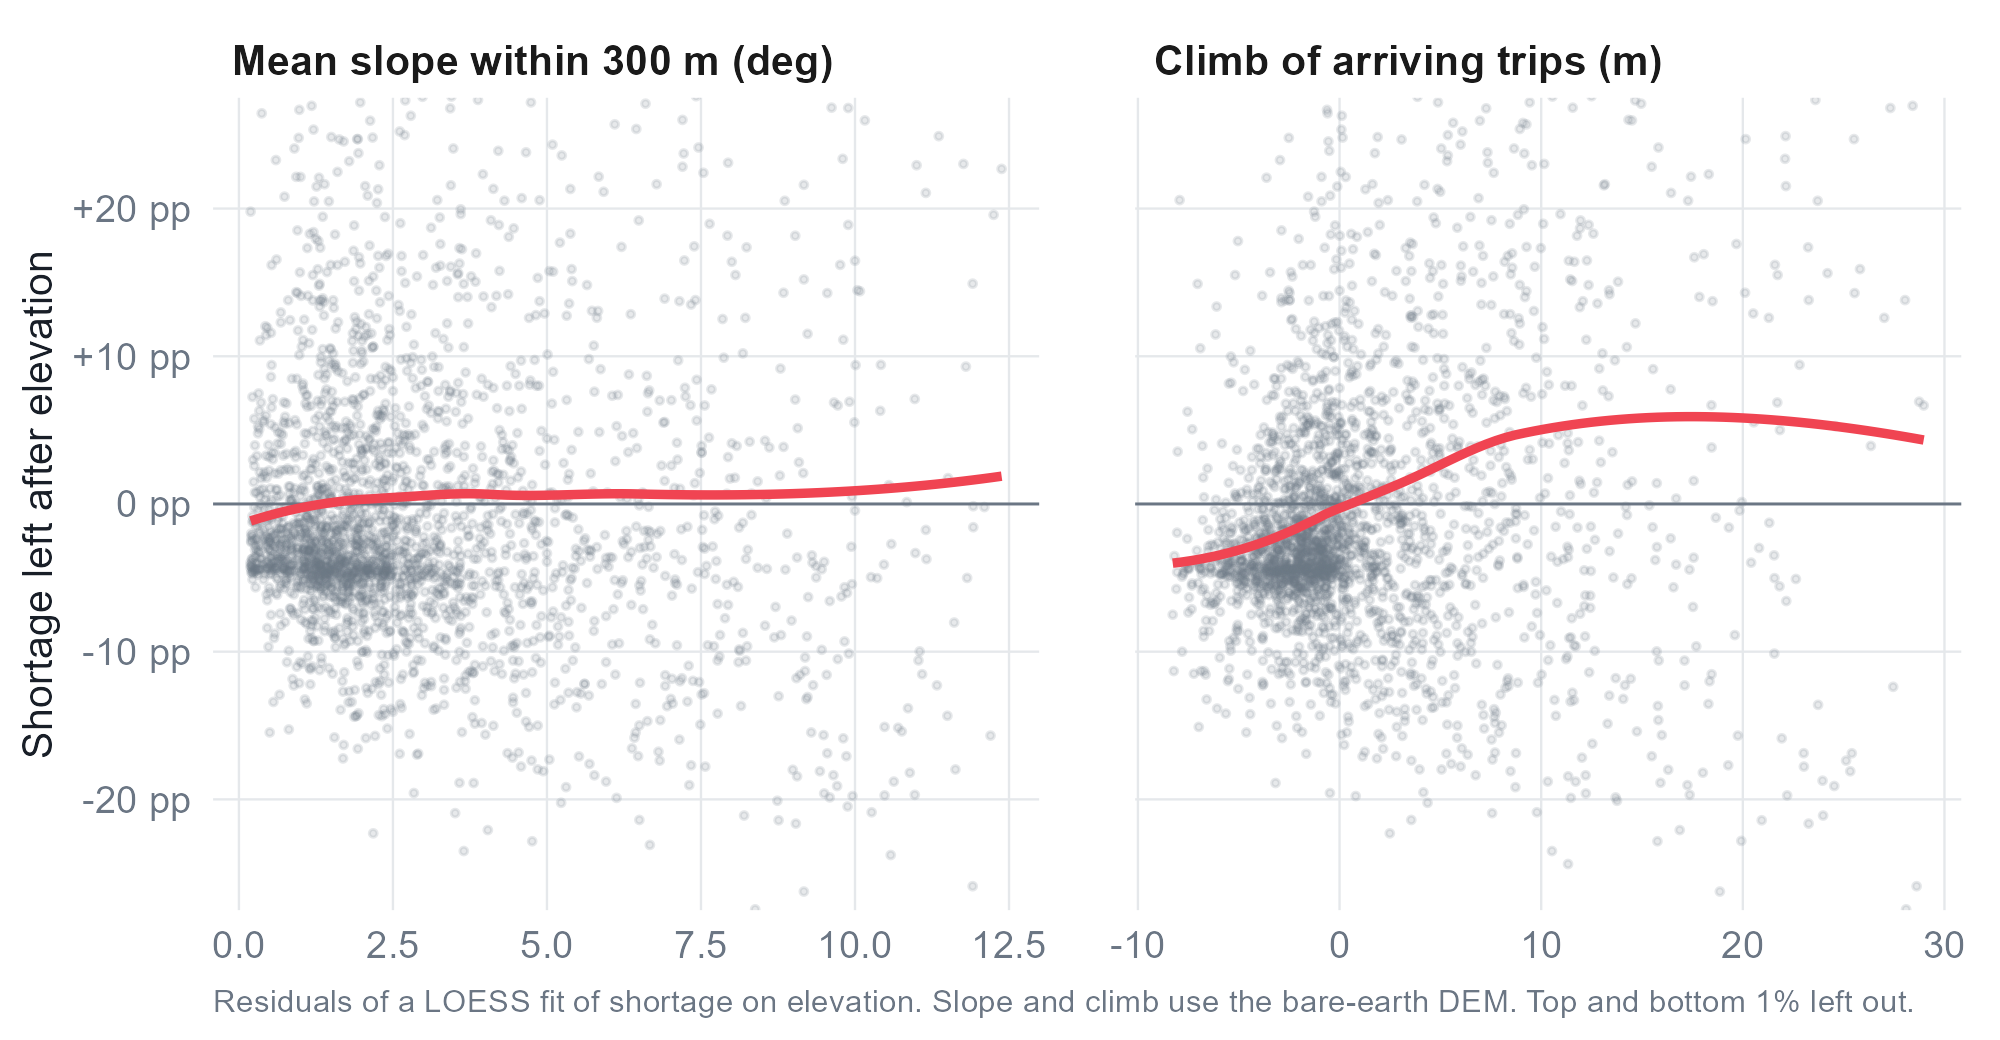 Mean slope within 300 m (deg)
Climb of arriving trips (m)
Shortage left after elevation
+20 pp
+10 pp
0 pp
-10 pp
-20 pp
0.0 2.5 5.0 7.5 10.0 12.5
-10 0 10 20 30
Residuals of a LOESS fit of shortage on elevation. Slope and climb use the bare-earth DEM. Top and bottom 1% left out.